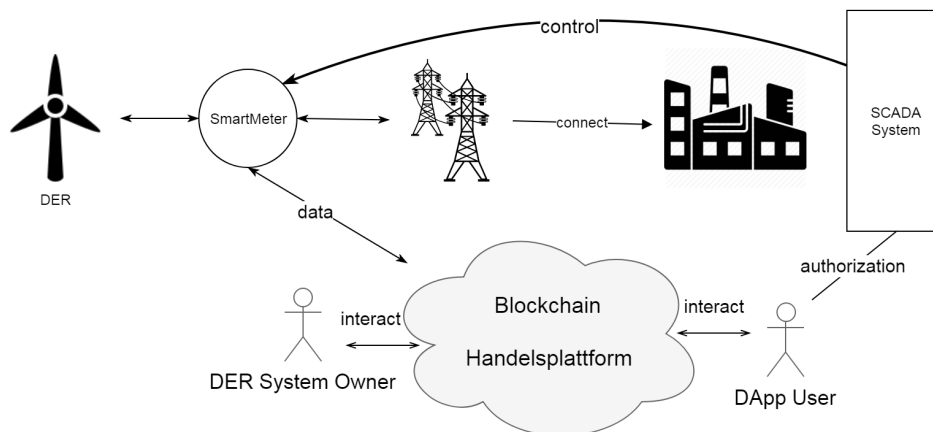 control
SCADA
System
SmartMeter
connect
DER
data
authorization
Blockchain
Handelsplattform
interact
interact
DER System Owner
DApp User